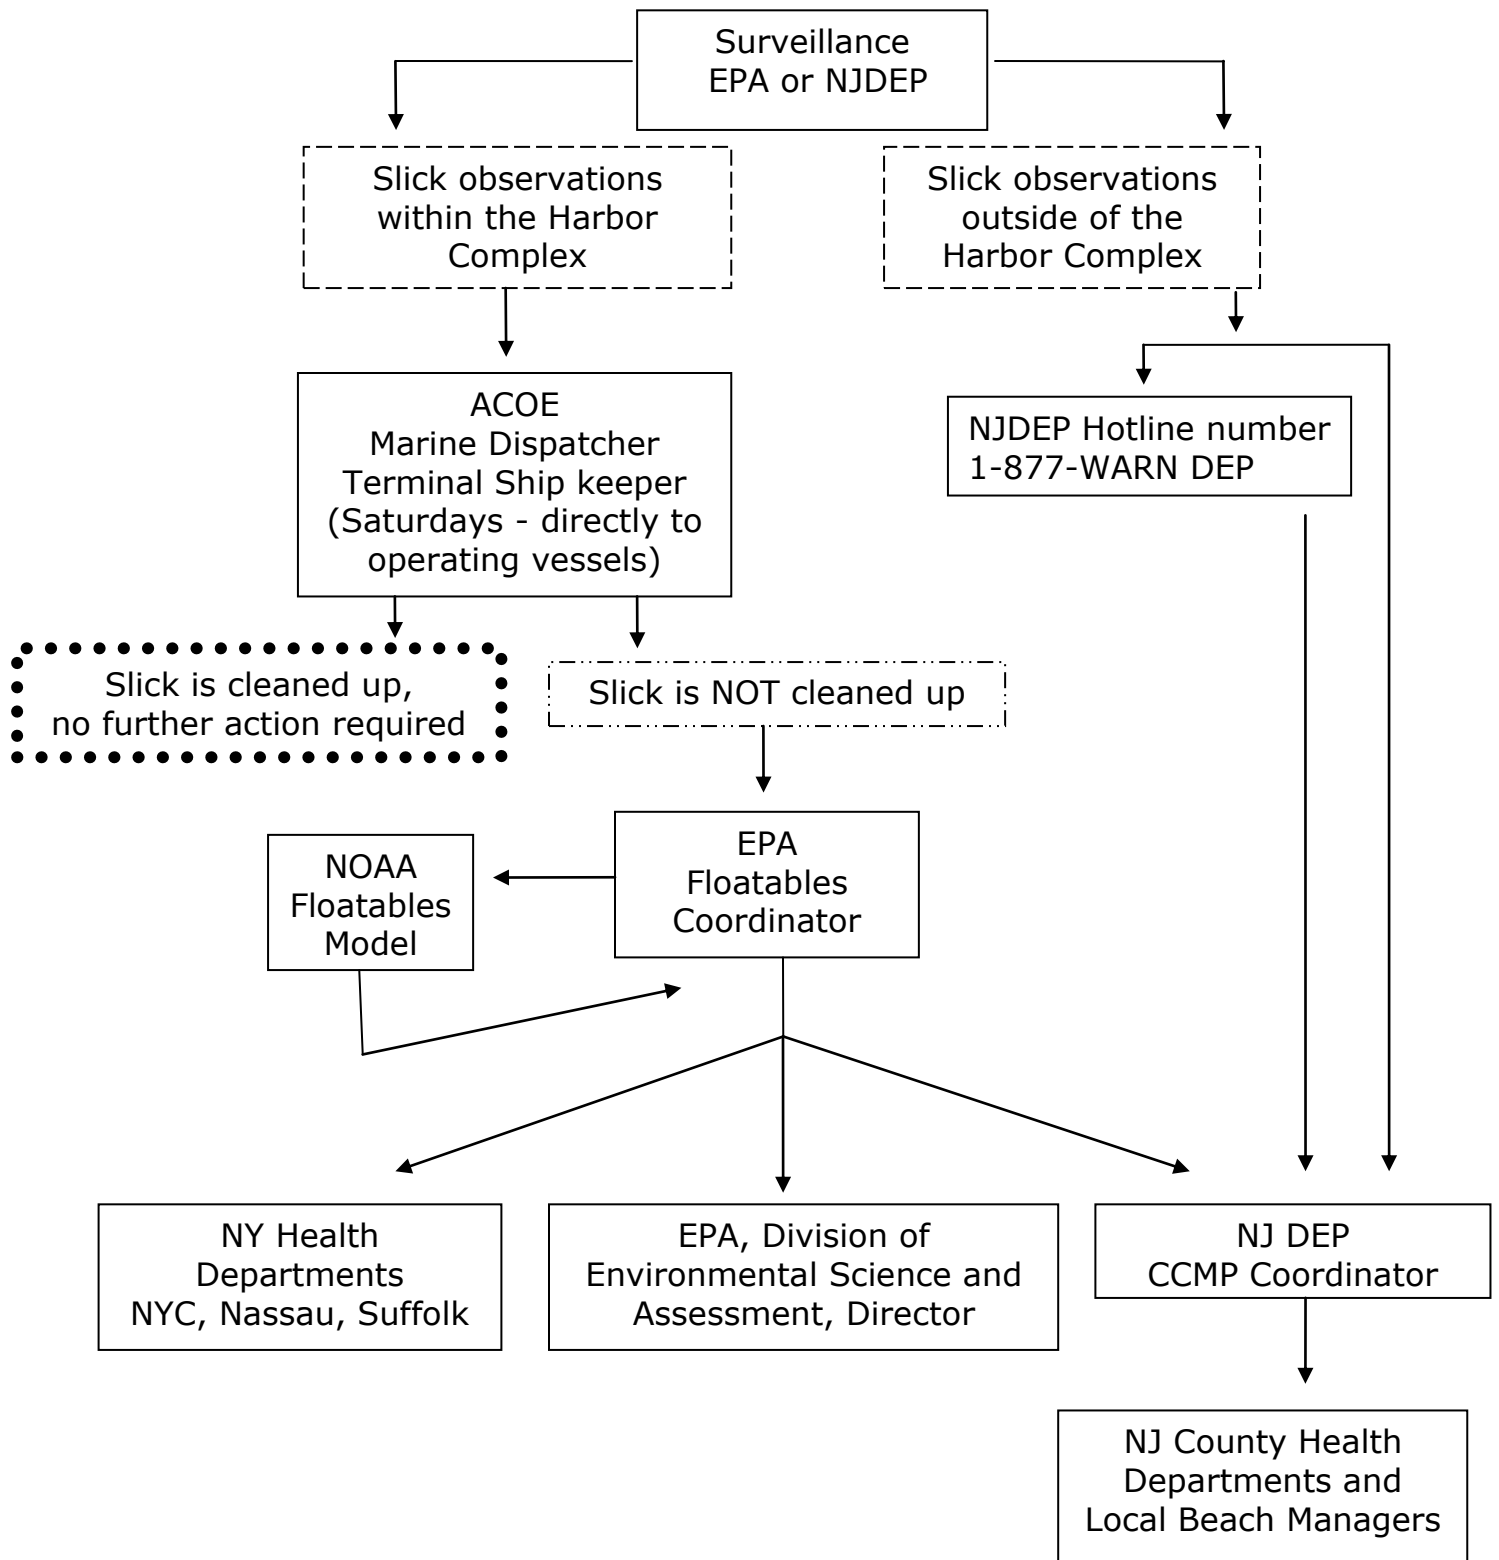 Surveillance
EPA or NJDEP
Slick observations
within the Harbor
Complex
Slick observations
outside of the
Harbor Complex
ACOE
Marine Dispatcher
Terminal Ship keeper
(Saturdays - directly to
operating vessels)
NJDEP Hotline number
1-877-WARN DEP
Slick is cleaned up,
no further action required
Slick is NOT cleaned up
NOAA
Floatables
Model
EPA
Floatables
Coordinator
NY Health
Departments
NYC, Nassau, Suffolk
EPA, Division of
Environmental Science and
Assessment, Director
NJ DEP
CCMP Coordinator
NJ County Health
Departments and
Local Beach Managers